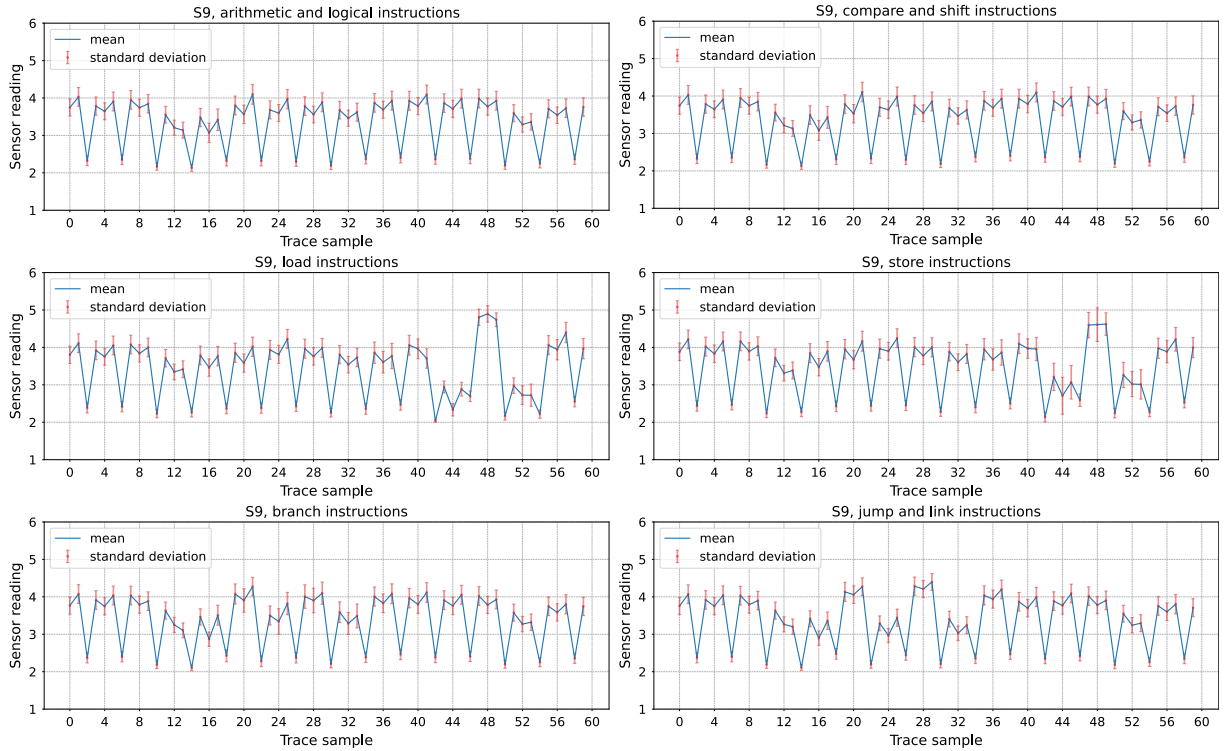 S9, arithmetic and logical instructions
6
5
4
3
2
1
Sensor reading
mean
standard deviation
0 4 8 12 16 20 24 28 32 36 40 44 48 52 56 60
Trace sample
S9, compare and shift instructions
6
5
4
3
2
1
Sensor reading
mean
standard deviation
0 4 8 12 16 20 24 28 32 36 40 44 48 52 56 60
Trace sample
S9, load instructions
6
5
4
3
2
1
Sensor reading
mean
standard deviation
0 4 8 12 16 20 24 28 32 36 40 44 48 52 56 60
Trace sample
S9, store instructions
6
5
4
3
2
1
Sensor reading
mean
standard deviation
0 4 8 12 16 20 24 28 32 36 40 44 48 52 56 60
Trace sample
S9, branch instructions
6
5
4
3
2
1
Sensor reading
mean
standard deviation
0 4 8 12 16 20 24 28 32 36 40 44 48 52 56 60
Trace sample
S9, jump and link instructions
6
5
4
3
2
1
Sensor reading
mean
standard deviation
0 4 8 12 16 20 24 28 32 36 40 44 48 52 56 60
Trace sample